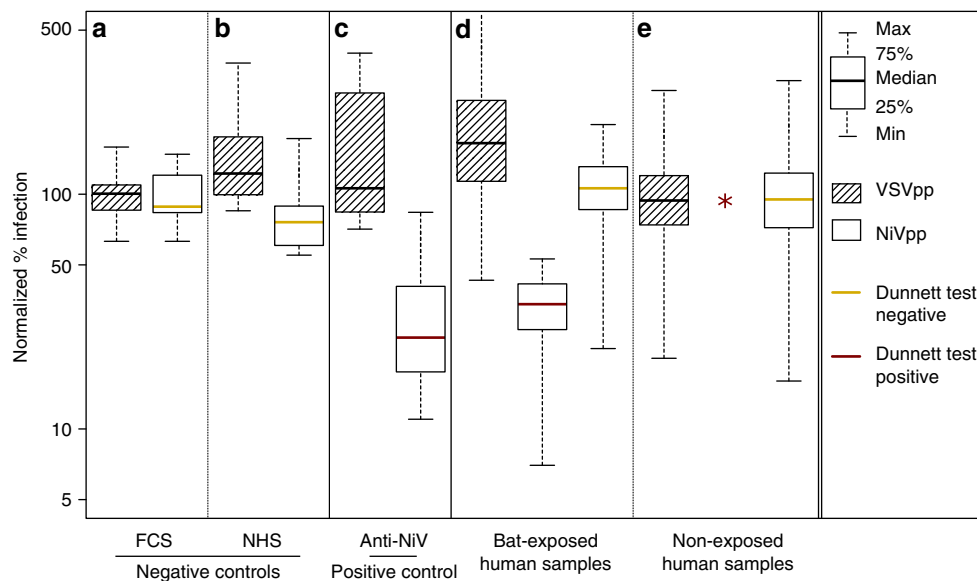 a b c d e
500
100
50
10
5
Normalized % infection
*
FCS NHS Anti-NiV Bat-exposed human samples Non-exposed human samples
Negative controls Positive control
Max
75%
Median
25%
Min
VSVpp
NiVpp
Dunnett test
negative
Dunnett test
positive